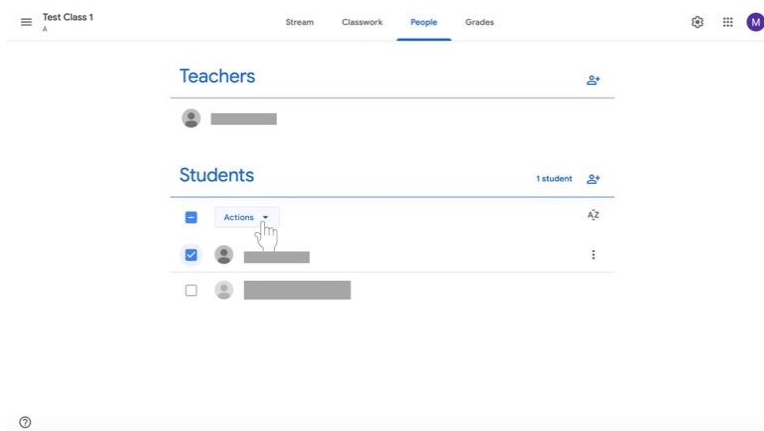 Test Class 1
A
Stream Classwork People Grades
M
Teachers
Students
1 student
Actions
AZ